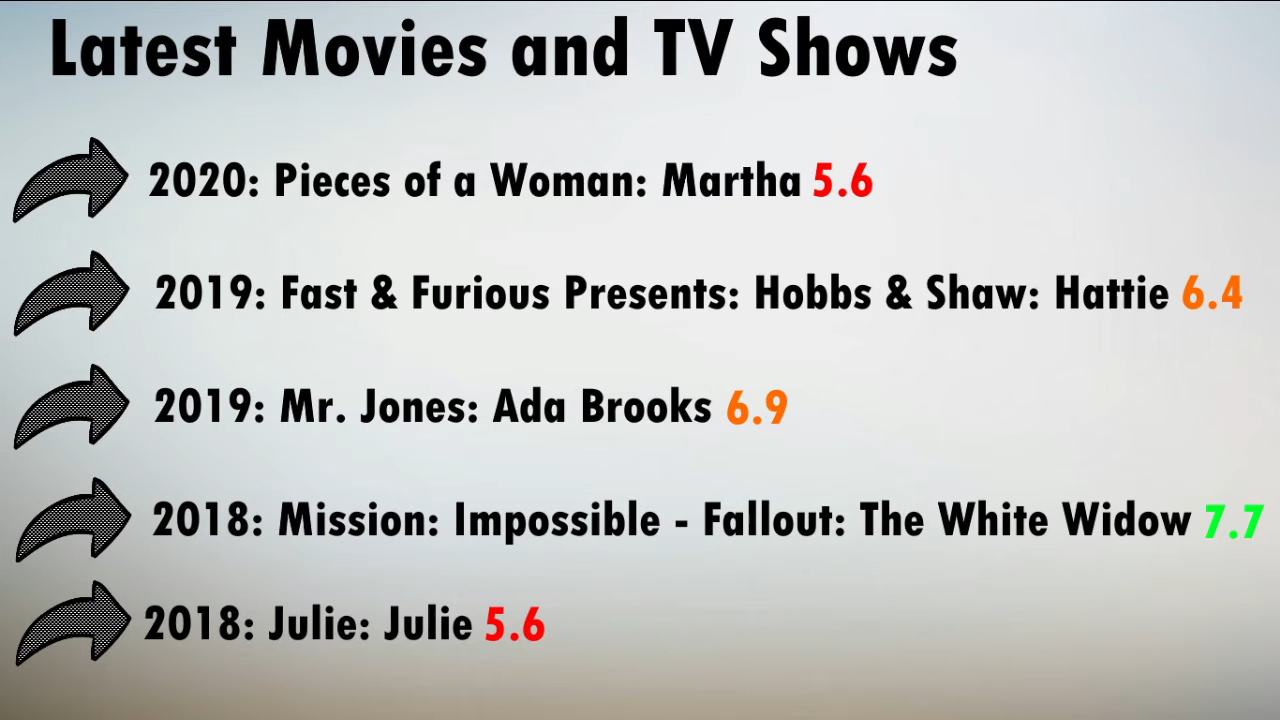 Latest Movies and TV Shows
2020: Pieces of a Woman: Martha 5.6
2019: Fast & Furious Presents: Hobbs & Shaw: Hattie 6.4
2019: Mr. Jones: Ada Brooks 6.9
2018: Mission: Impossible - Fallout: The White Widow 7.7
2018: Julie: Julie 5.6